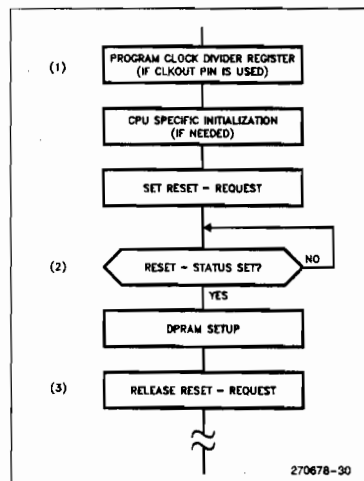 (1)
PROGRAM CLOCK DIVIDER REGISTER
(IF CLKOUT PIN IS USED)
CPU SPECIFIC INITIALIZATION
(IF NEEDED)
SET RESET - REQUEST
(2)
RESET - STATUS SET?
NO
YES
DPRAM SETUP
(3)
RELEASE RESET - REQUEST
270678-30